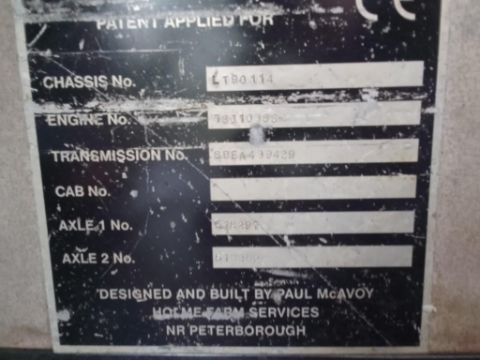 PATENT APPLIED FOR
CE
CHASSIS No. LT90114
ENGINE No.
TRANSMISSION No.
CAB No.
AXLE 1 No.
AXLE 2 No.
DESIGNED AND BUILT BY PAUL McAVOY
HOLME FARM SERVICES
NR PETERBOROUGH